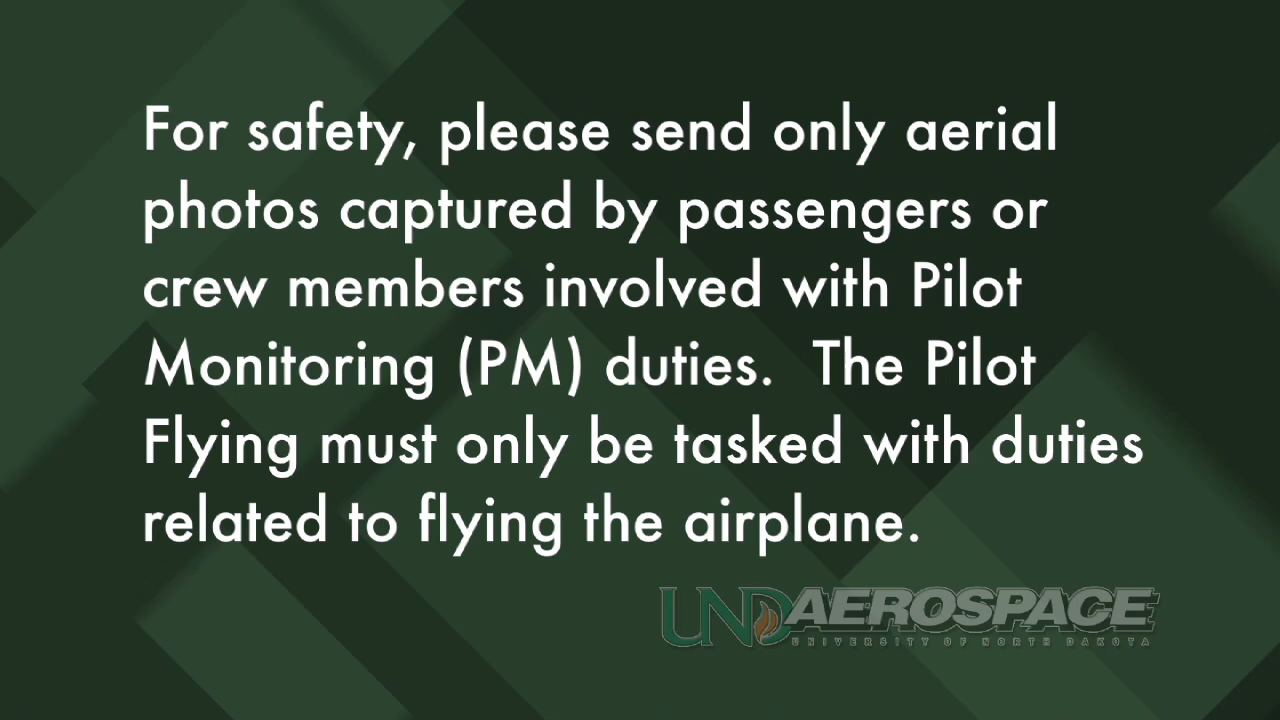 For safety, please send only aerial
photos captured by passengers or
crew members involved with Pilot
Monitoring (PM) duties.  The Pilot
Flying must only be tasked with duties
related to flying the airplane.
UND AEROSPACE
UNIVERSITY OF NORTH DAKOTA